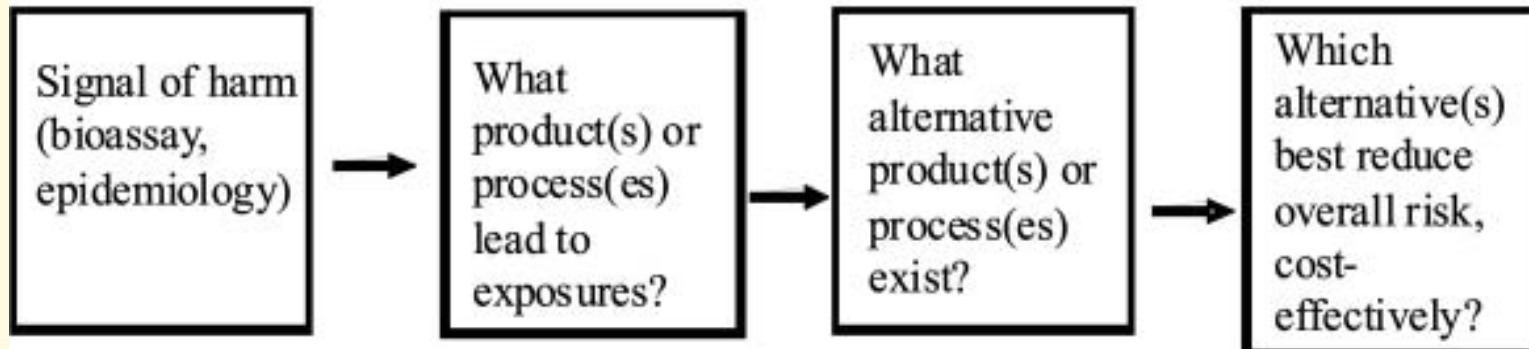 Signal of harm
(bioassay,
epidemiology)
What
product(s) or
process(es)
lead to
exposures?
What
alternative
product(s) or
process(es)
exist?
Which
alternative(s)
best reduce
overall risk,
cost-
effectively?